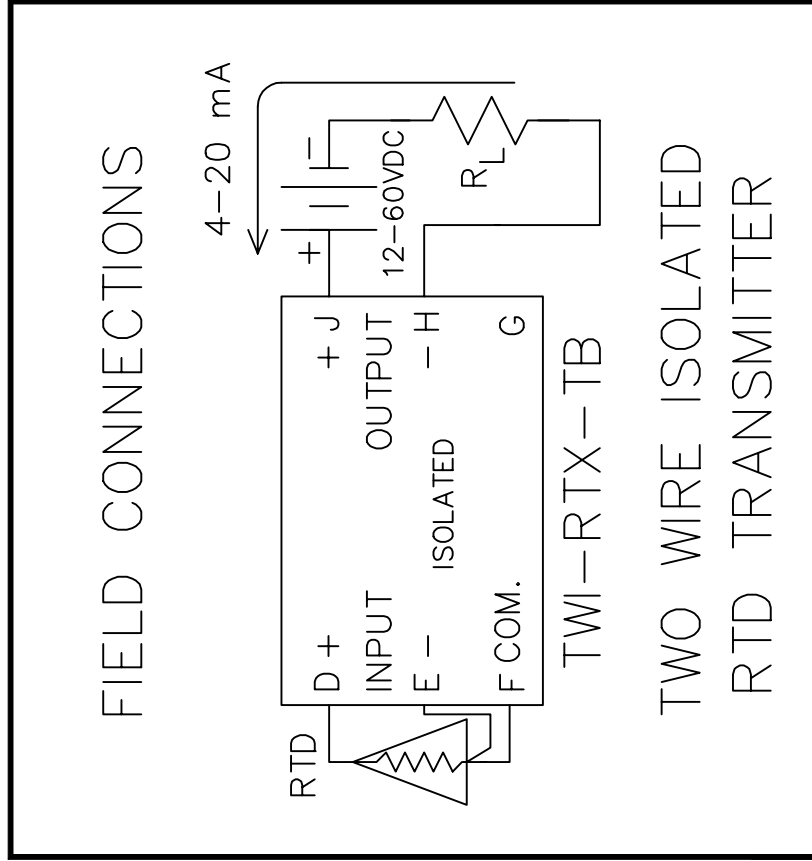 FIELD CONNECTIONS
4-20 mA
RTD
D +
INPUT
E -
F COM.
ISOLATED
+ J
OUTPUT
- H
G
+
-
12-60VDC
RL
TWI-RTX-TB
TWO WIRE ISOLATED
RTD TRANSMITTER